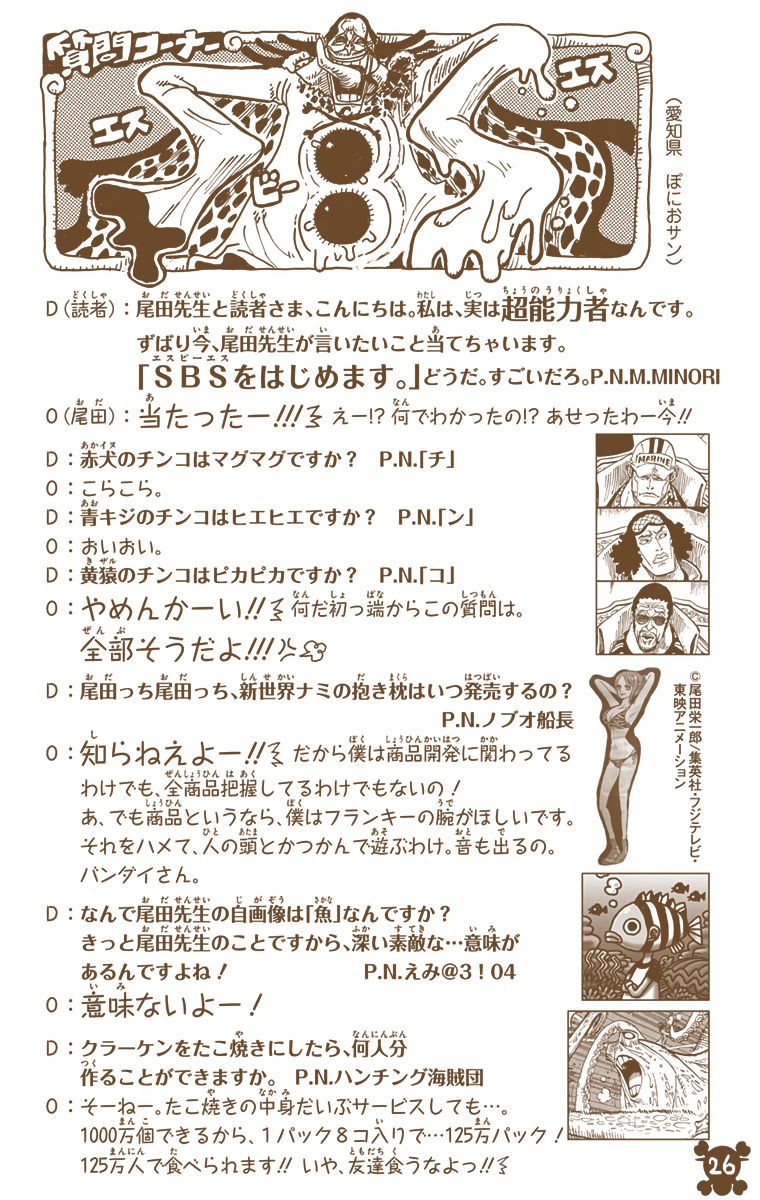 質問コーナー
エス
ビー
エス
（愛知県　ぽにおサン）
D（読者）：尾田先生と読者さま、こんにちは。私は、実は超能力者なんです。
ずばり今、尾田先生が言いたいこと当てちゃいます。
「ＳＢＳをはじめます。」どうだ。すごいだろ。P.N.M.MINORI
O（尾田）：当たったー!!! えー!? 何でわかったの!? あせったわー今!!
D：赤犬のチンコはマグマグですか？　P.N.「チ」
O：こらこら。
D：青キジのチンコはヒエヒエですか？　P.N.「ン」
O：おいおい。
D：黄猿のチンコはピカピカですか？　P.N.「コ」
O：やめんかーい!! 何だ初っ端からこの質問は。
全部そうだよ!!!
MARINE
D：尾田っち尾田っち、新世界ナミの抱き枕はいつ発売するの？
P.N.ノブオ船長
O：知らねえよー!! だから僕は商品開発に関わってる
わけでも、全商品把握してるわけでもないの！
あ、でも商品というなら、僕はフランキーの腕がほしいです。
それをハメて、人の頭とかつかんで遊ぶわけ。音も出るの。
バンダイさん。
©尾田栄一郎/集英社・フジテレビ・
東映アニメーション
D：なんで尾田先生の自画像は「魚」なんですか？
きっと尾田先生のことですから、深い素敵な…意味が
あるんですよね！　P.N.えみ@3！04
O：意味ないよー！
D：クラーケンをたこ焼きにしたら、何人分
作ることができますか。　P.N.ハンチング海賊団
O：そーねー。たこ焼きの中身だいぶサービスしても…。
1000万個できるから、1パック8コ入りで…125万パック！
125万人で食べられます!! いや、友達食うなよっ!!
26